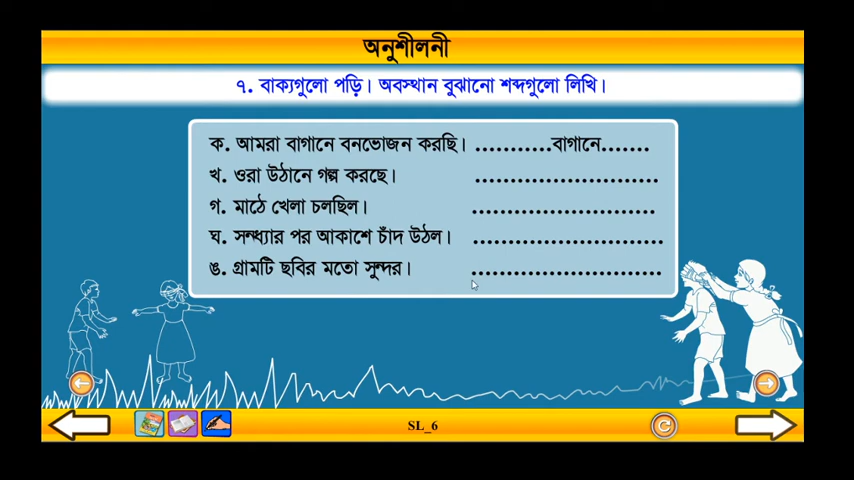 অনুশীলনী
৭. বাক্যগুলো পড়ি। অবস্থান বুঝানো শব্দগুলো লিখি।
ক. আমরা বাগানে বনভোজন করছি। ...........বাগানে.......
খ. ওরা উঠানে গল্প করছে। ..........................
গ. মাঠে খেলা চলছিল। ..........................
ঘ. সন্ধ্যার পর আকাশে চাঁদ উঠল। ...........................
ঙ. গ্রামটি ছবির মতো সুন্দর। ...........................
SL_6